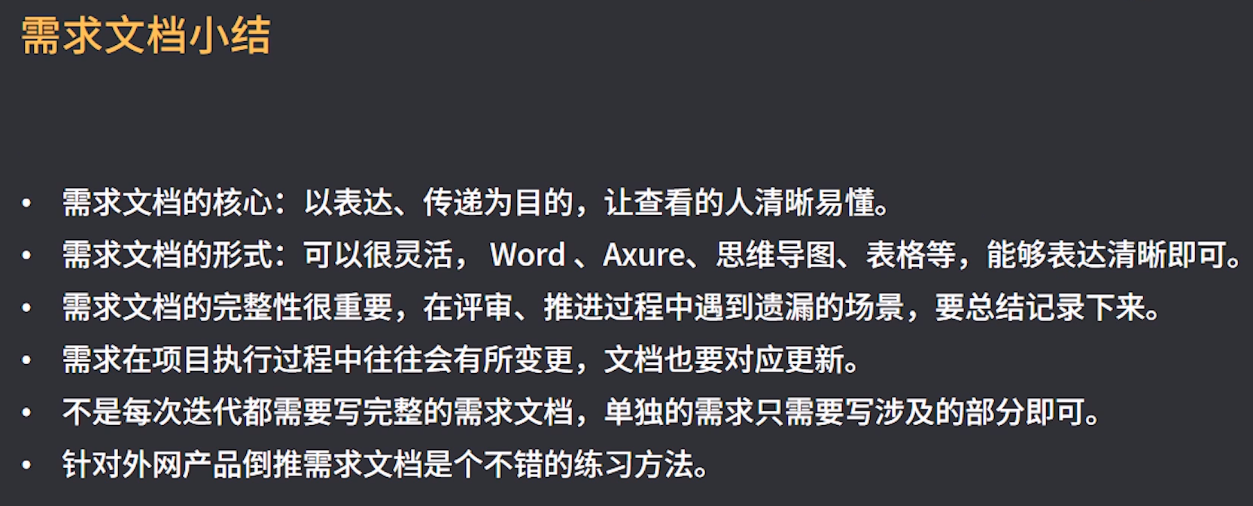 需求文档小结
• 需求文档的核心：以表达、传递为目的，让查看的人清晰易懂。
• 需求文档的形式：可以很灵活， Word 、Axure、思维导图、表格等，能够表达清晰即可。
• 需求文档的完整性很重要，在评审、推进过程中遇到遗漏的场景，要总结记录下来。
• 需求在项目执行过程中往往会有所变更，文档也要对应更新。
• 不是每次迭代都需要写完整的需求文档，单独的需求只需要写涉及的部分即可。
• 针对外网产品倒推需求文档是个不错的练习方法。